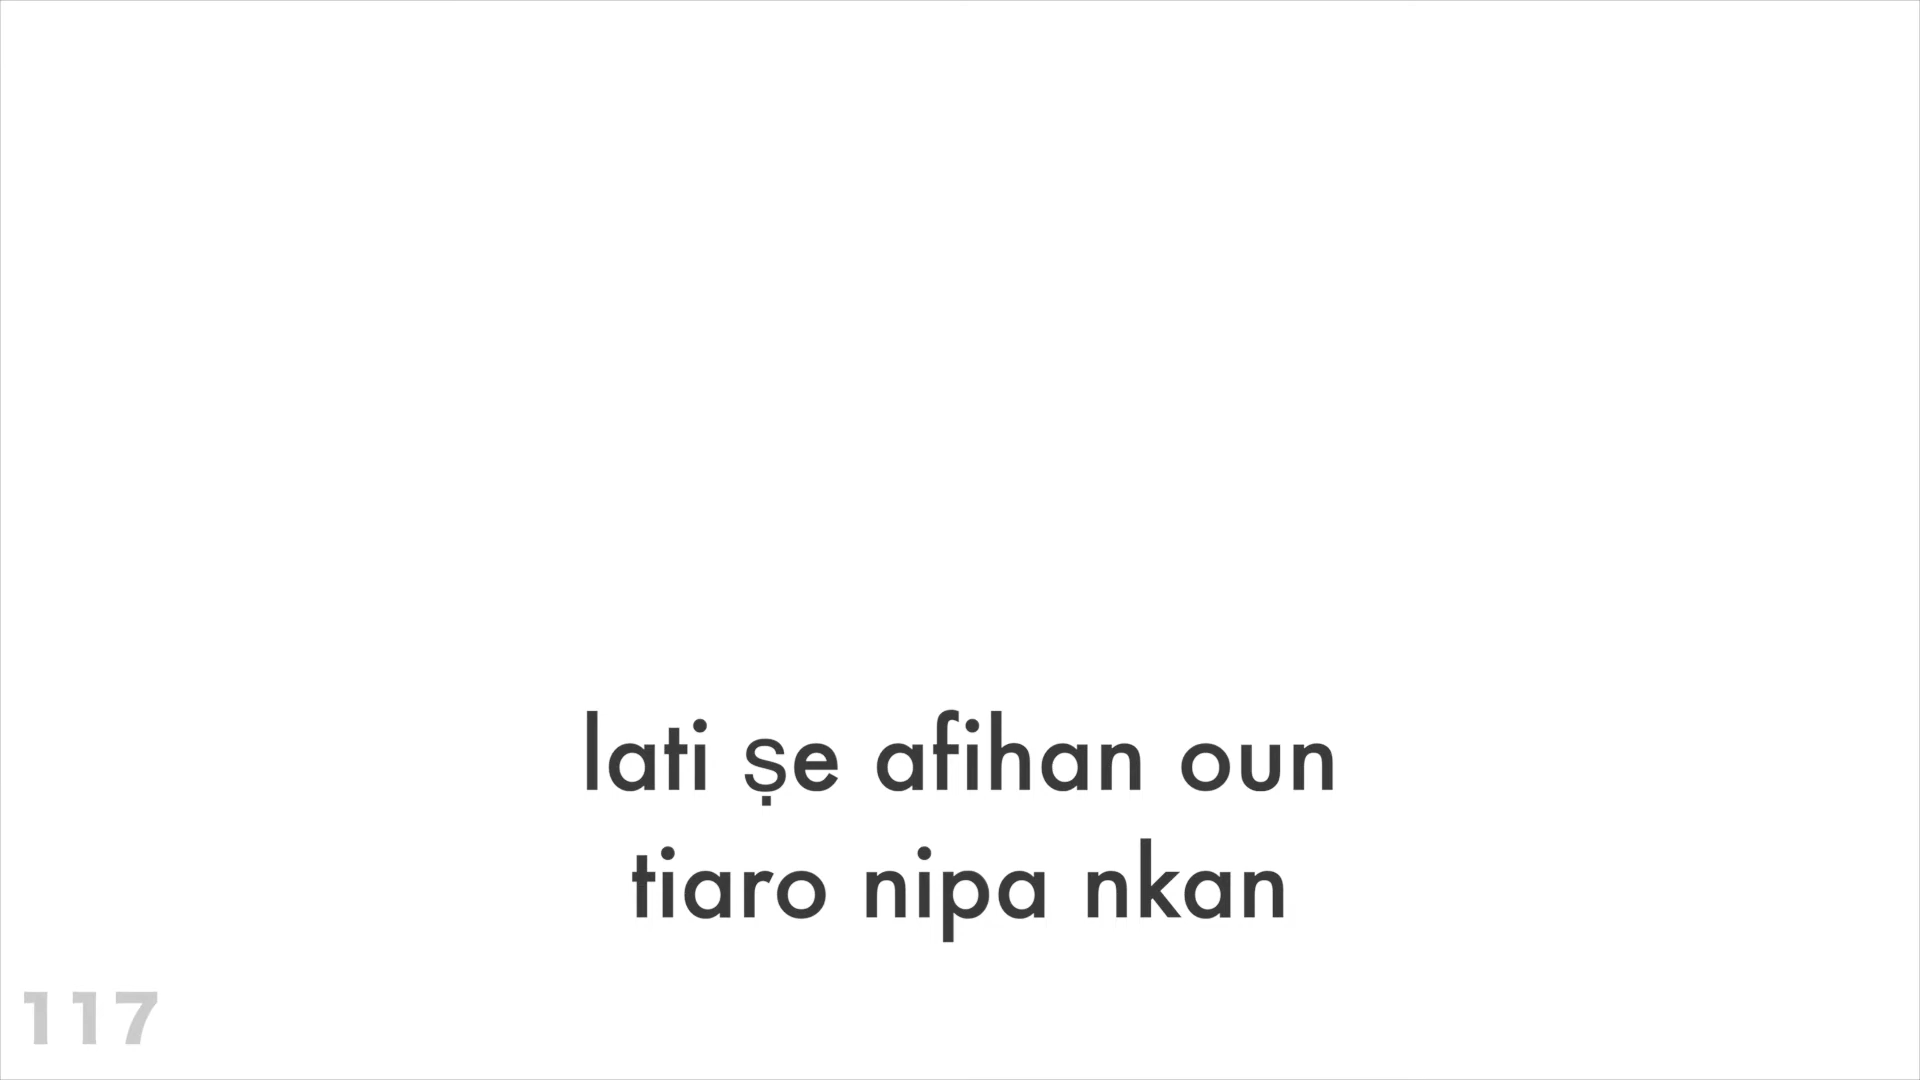 lati ṣe afihan oun
tiaro nipa nkan
117